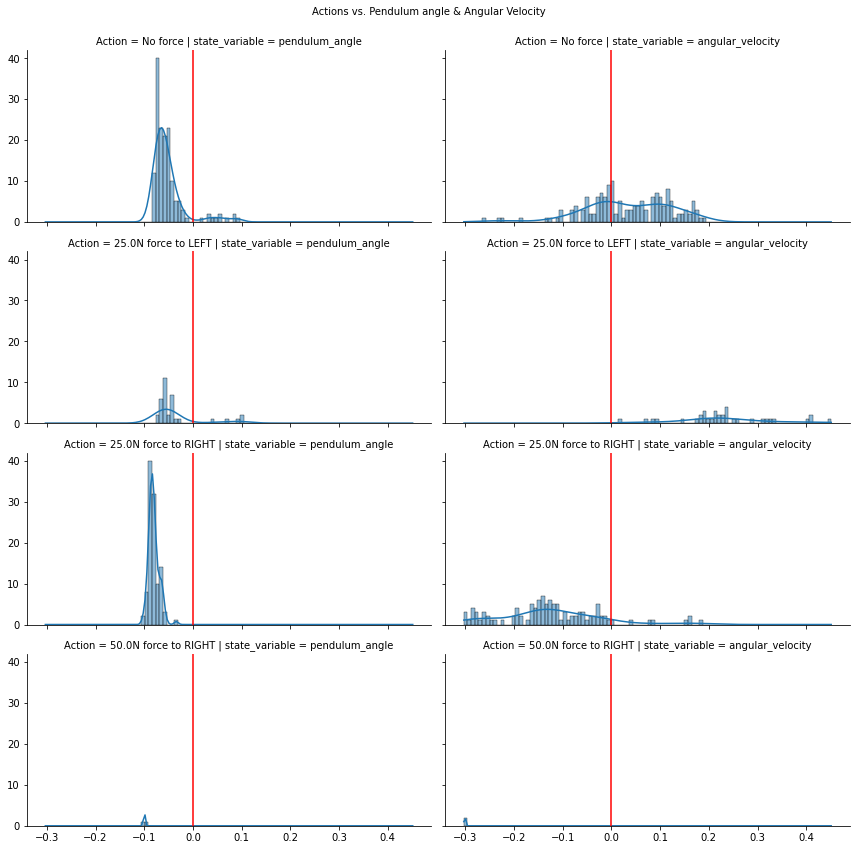 Actions vs. Pendulum angle & Angular Velocity
Action = No force | state_variable = pendulum_angle
Action = No force | state_variable = angular_velocity
40
30
20
10
0
Action = 25.0N force to LEFT | state_variable = pendulum_angle
Action = 25.0N force to LEFT | state_variable = angular_velocity
40
30
20
10
0
Action = 25.0N force to RIGHT | state_variable = pendulum_angle
Action = 25.0N force to RIGHT | state_variable = angular_velocity
40
30
20
10
0
Action = 50.0N force to RIGHT | state_variable = pendulum_angle
Action = 50.0N force to RIGHT | state_variable = angular_velocity
40
30
20
10
0
−0.3 −0.2 −0.1 0.0 0.1 0.2 0.3 0.4
−0.3 −0.2 −0.1 0.0 0.1 0.2 0.3 0.4